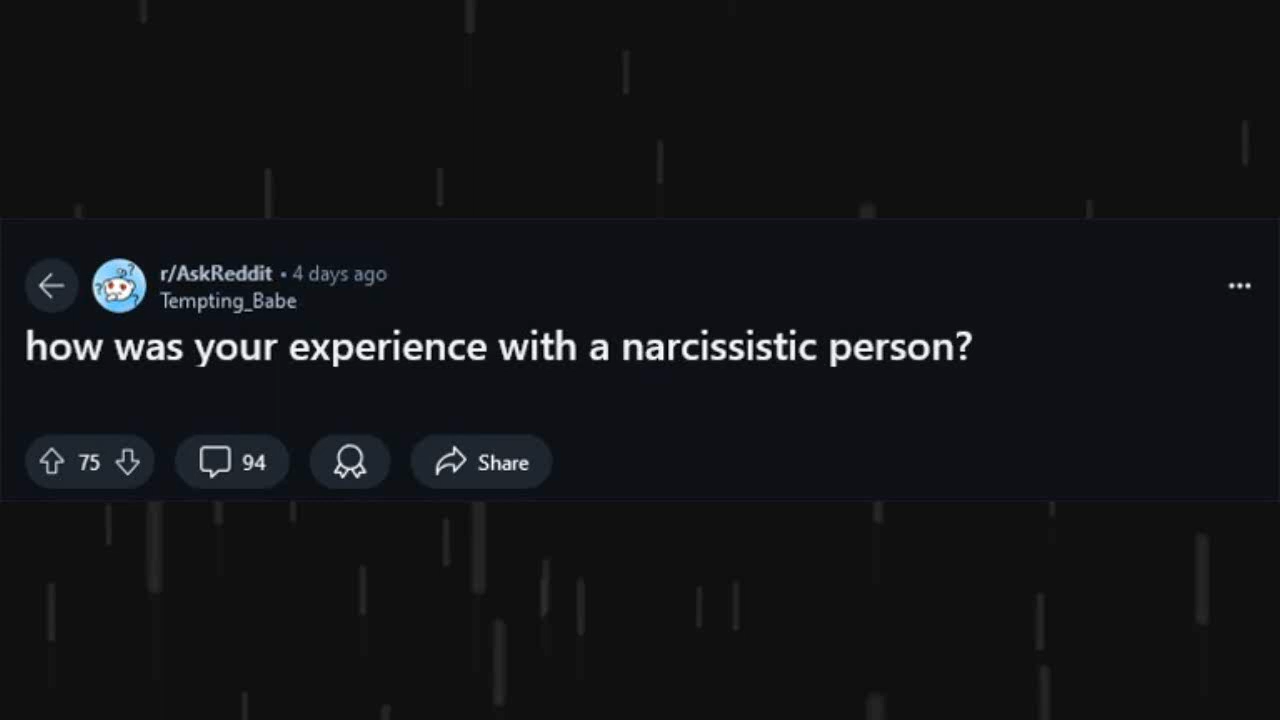 r/AskReddit • 4 days ago
Tempting_Babe
how was your experience with a narcissistic person?
75 94 Share